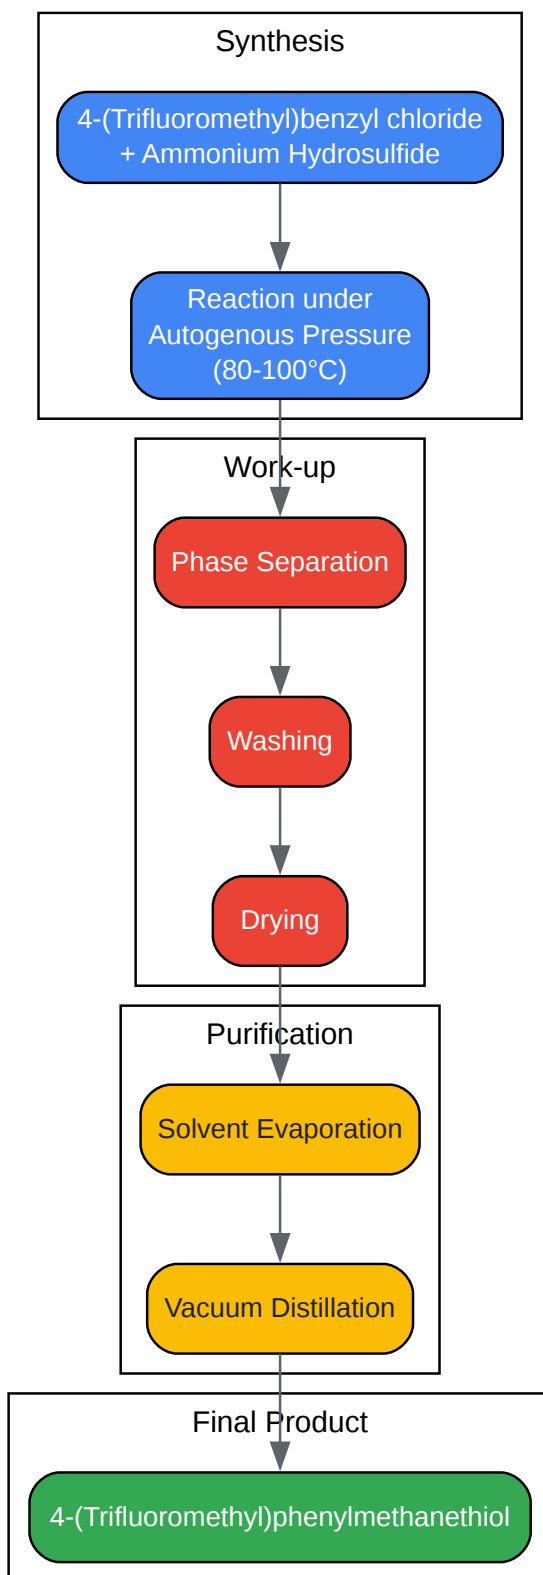 Synthesis
4-(Trifluoromethyl)benzyl chloride
+ Ammonium Hydrosulfide
Reaction under
Autogenous Pressure
(80-100°C)
Work-up
Phase Separation
Washing
Drying
Purification
Solvent Evaporation
Vacuum Distillation
Final Product
4-(Trifluoromethyl)phenylmethanethiol